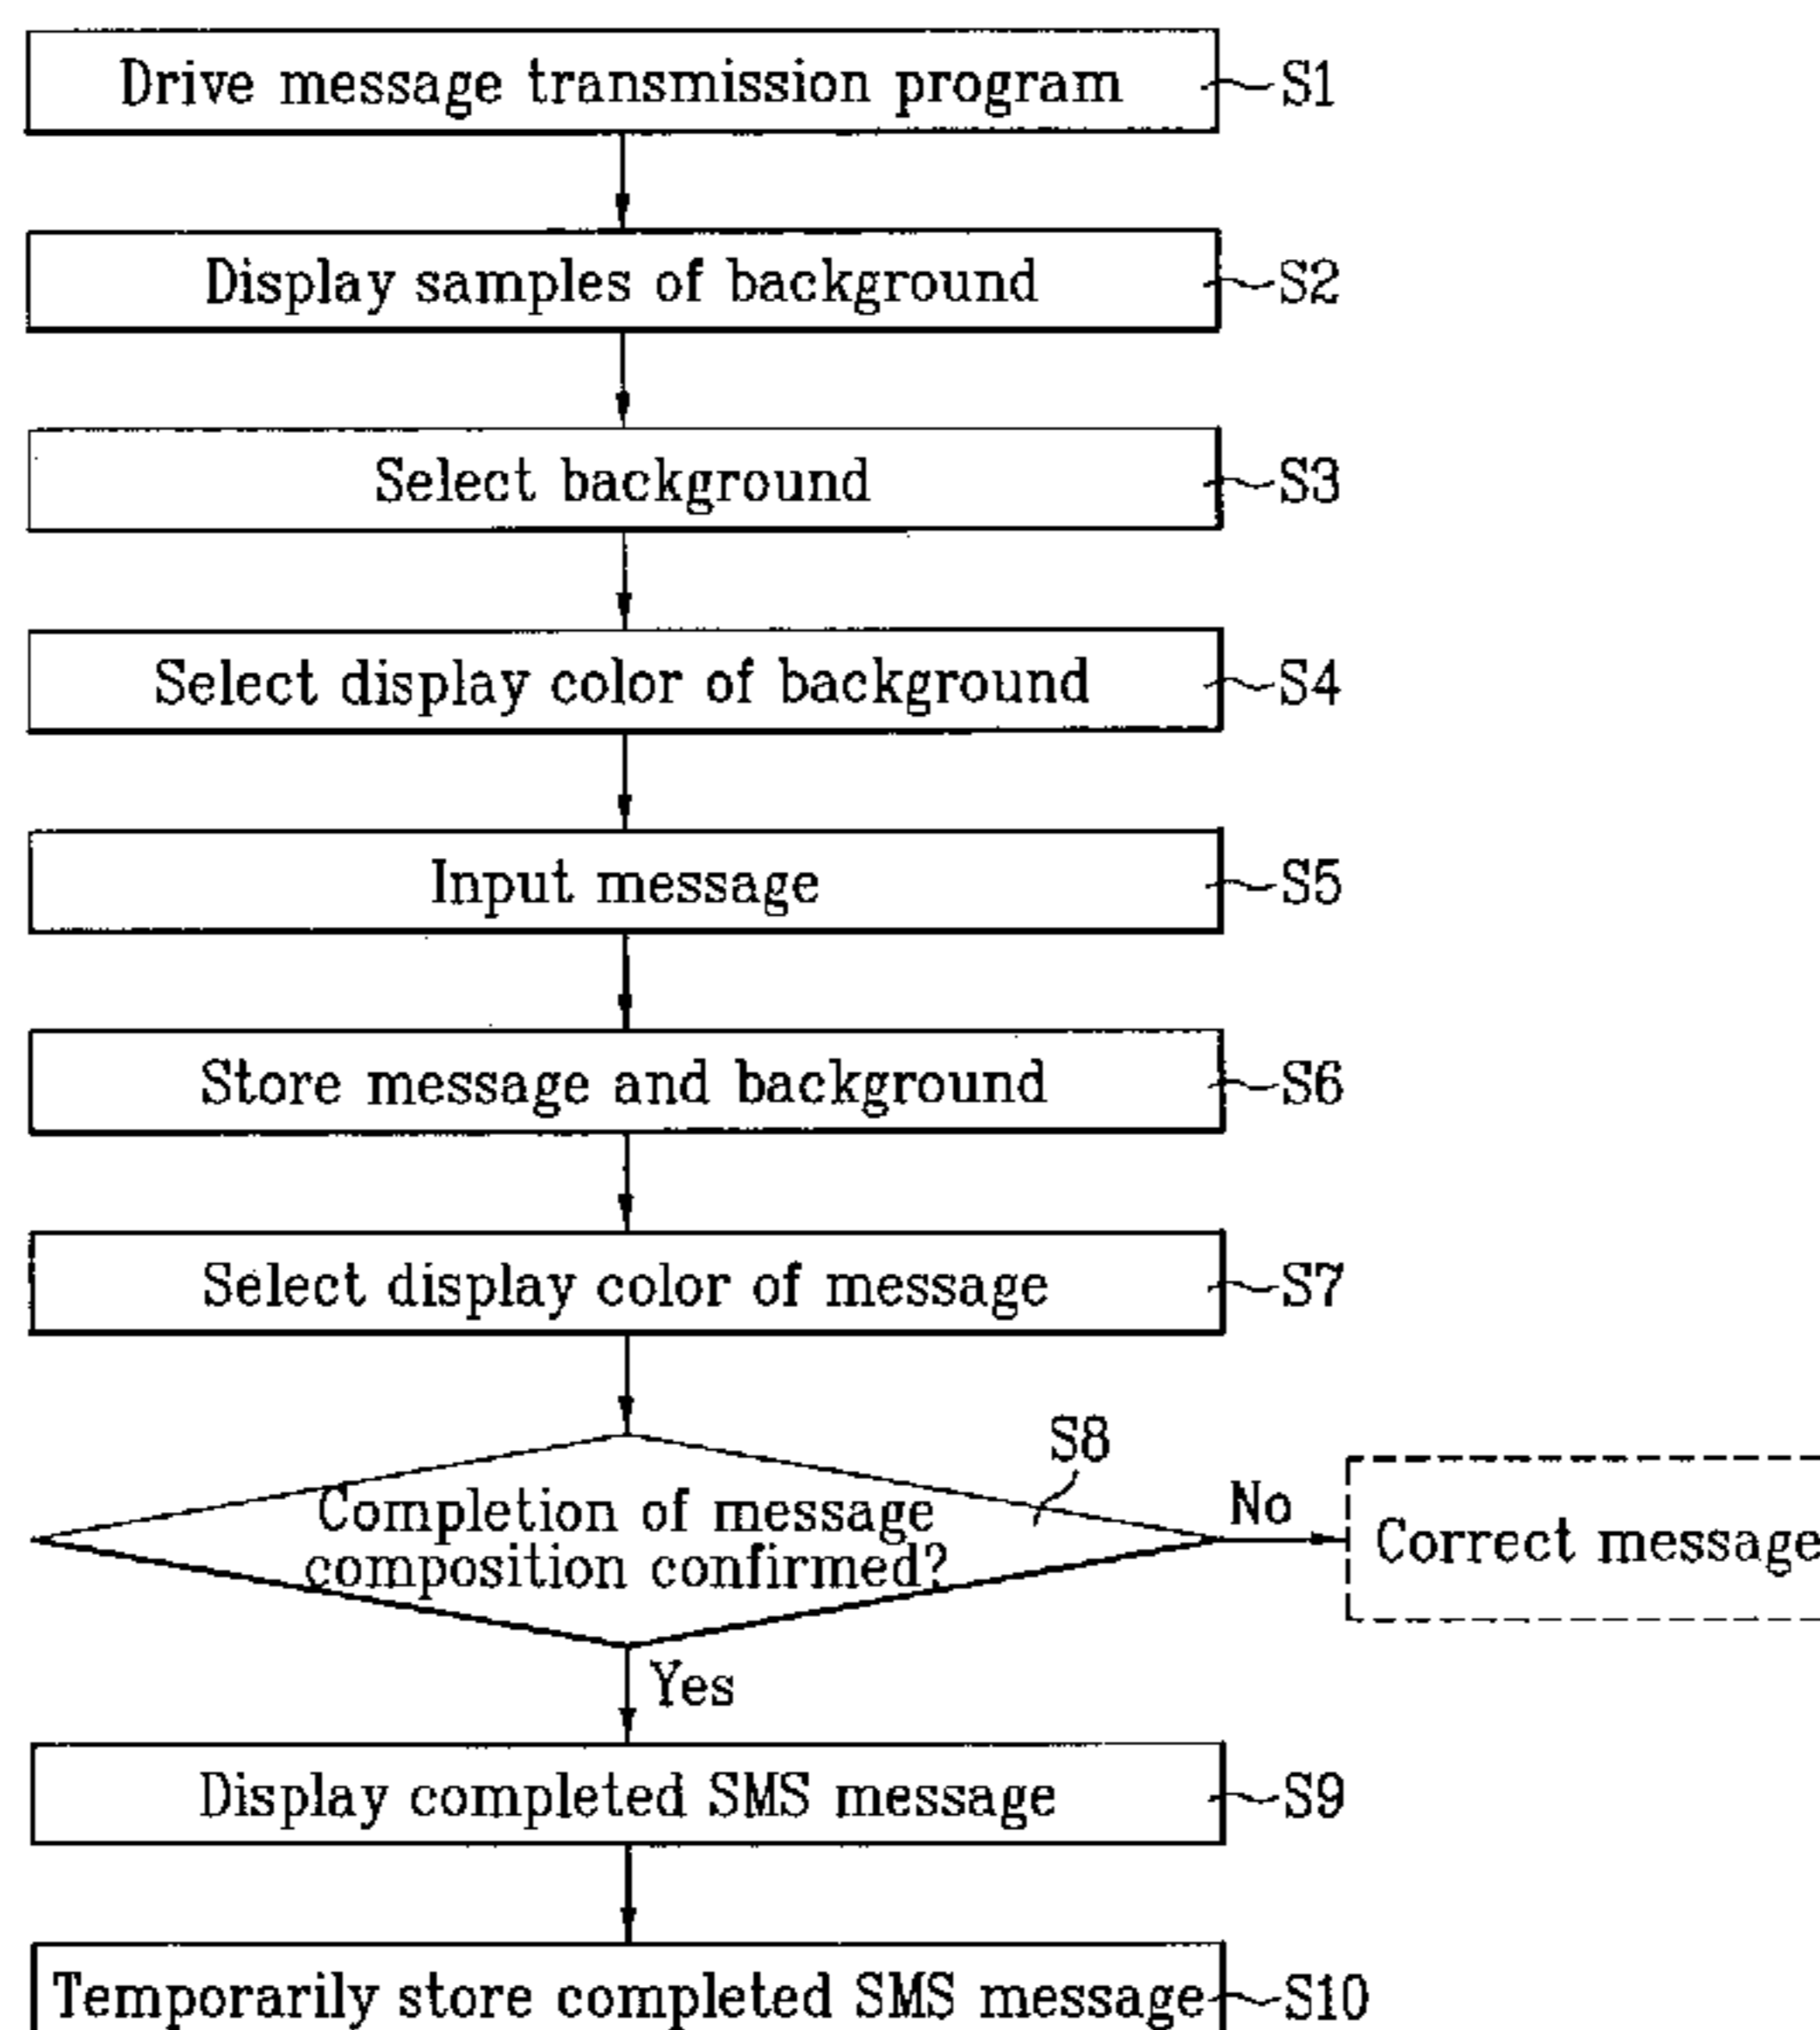 Drive message transmission program S1
Display samples of background S2
Select background S3
Select display color of background S4
Input message S5
Store message and background S6
Select display color of message S7
S8
Completion of message
composition confirmed?
No
Correct message
Yes
Display completed SMS message S9
Temporarily store completed SMS message S10